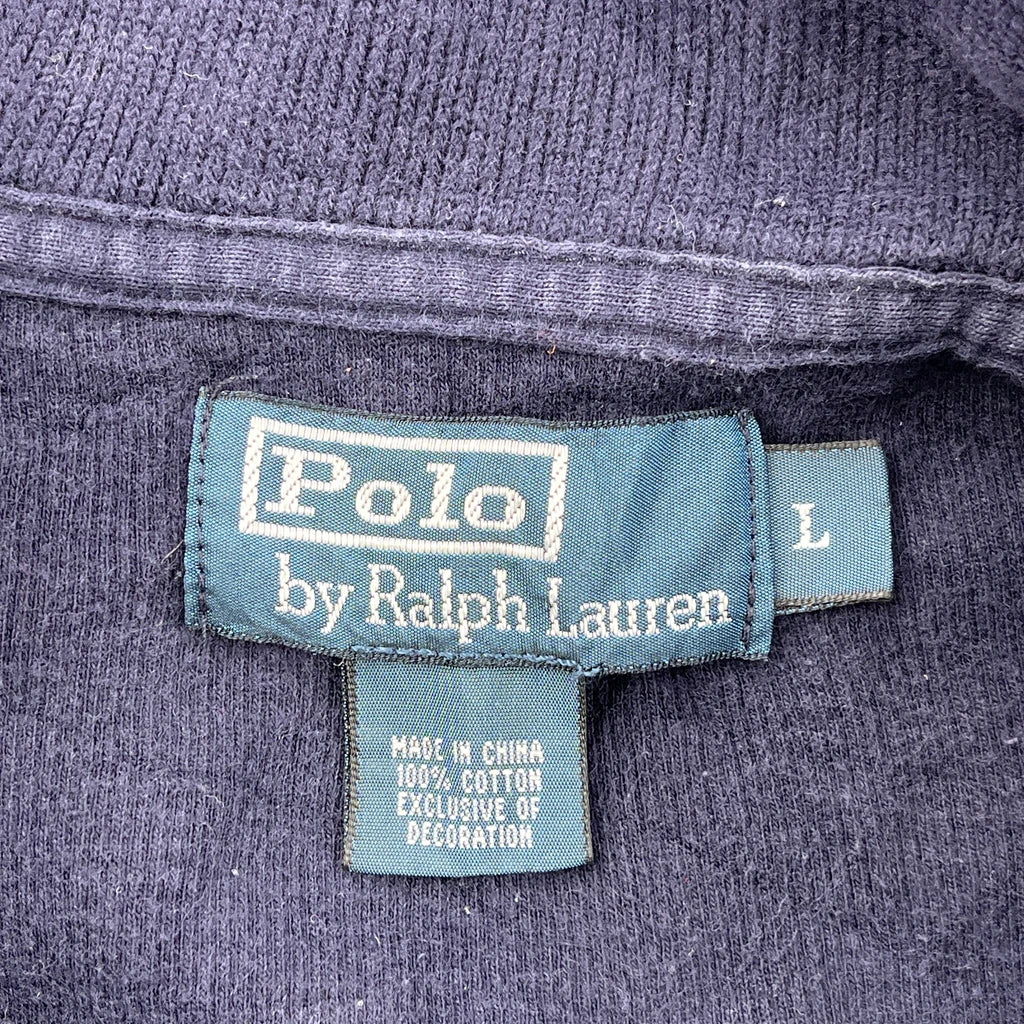 Polo
by Ralph Lauren
L
MADE IN CHINA
100% COTTON
EXCLUSIVE OF
DECORATION